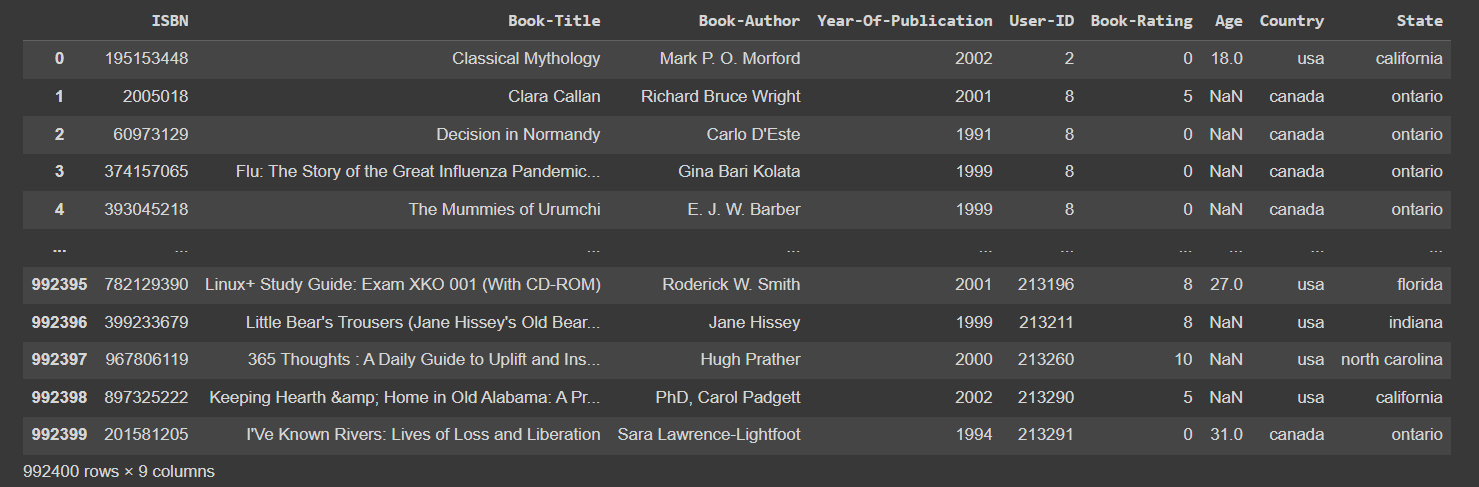 ISBN Book-Title Book-Author Year-Of-Publication User-ID Book-Rating Age Country State
0 195153448 Classical Mythology Mark P. O. Morford 2002 2 0 18.0 usa california
1 2005018 Clara Callan Richard Bruce Wright 2001 8 5 NaN canada ontario
2 60973129 Decision in Normandy Carlo D'Este 1991 8 0 NaN canada ontario
3 374157065 Flu: The Story of the Great Influenza Pandemic... Gina Bari Kolata 1999 8 0 NaN canada ontario
4 393045218 The Mummies of Urumchi E. J. W. Barber 1999 8 0 NaN canada ontario
... ... ... ... ... ... ... ... ... ...
992395 782129390 Linux+ Study Guide: Exam XKO 001 (With CD-ROM) Roderick W. Smith 2001 213196 8 27.0 usa florida
992396 399233679 Little Bear's Trousers (Jane Hissey's Old Bear... Jane Hissey 1999 213211 8 NaN usa indiana
992397 967806119 365 Thoughts : A Daily Guide to Uplift and Ins... Hugh Prather 2000 213260 10 NaN usa north carolina
992398 897325222 Keeping Hearth &amp; Home in Old Alabama: A Pr... PhD, Carol Padgett 2002 213290 5 NaN usa california
992399 201581205 I'Ve Known Rivers: Lives of Loss and Liberation Sara Lawrence-Lightfoot 1994 213291 0 31.0 canada ontario
992400 rows × 9 columns